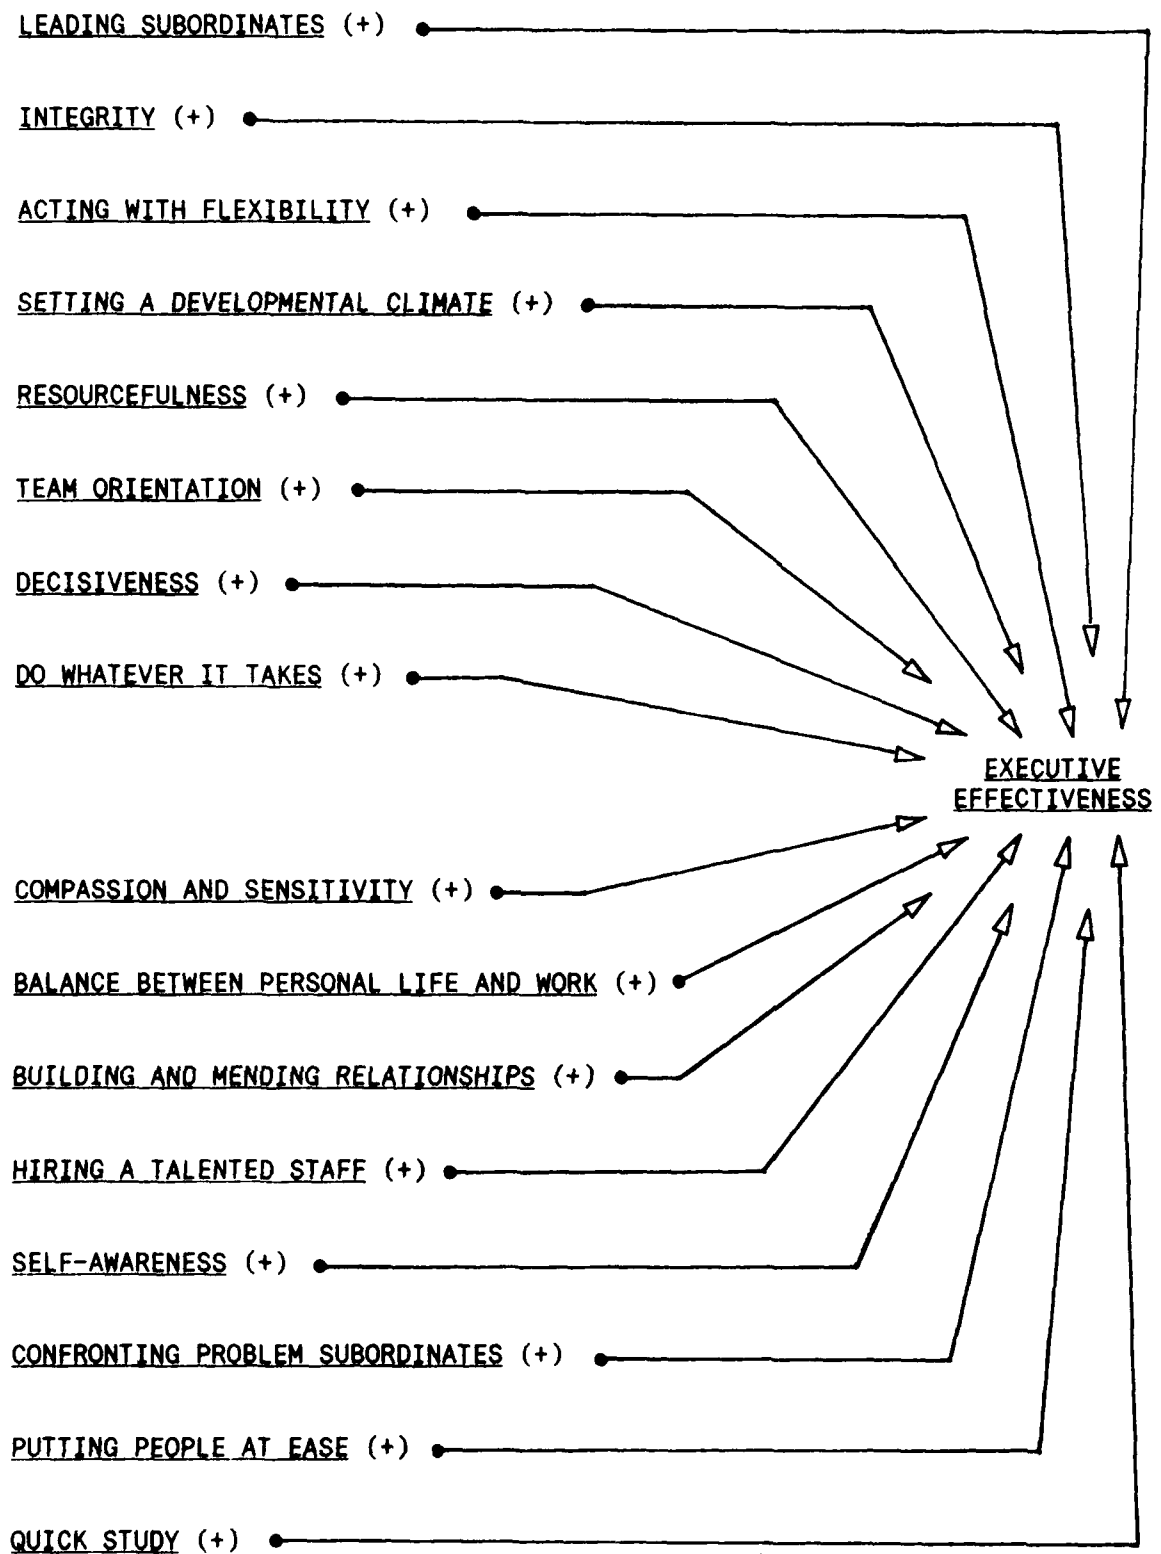 LEADING SUBORDINATES (+)
INTEGRITY (+)
ACTING WITH FLEXIBILITY (+)
SETTING A DEVELOPMENTAL CLIMATE (+)
RESOURCEFULNESS (+)
TEAM ORIENTATION (+)
DECISIVENESS (+)
DO WHATEVER IT TAKES (+)
EXECUTIVE
EFFECTIVENESS
COMPASSION AND SENSITIVITY (+)
BALANCE BETWEEN PERSONAL LIFE AND WORK (+)
BUILDING AND MENDING RELATIONSHIPS (+)
HIRING A TALENTED STAFF (+)
SELF-AWARENESS (+)
CONFRONTING PROBLEM SUBORDINATES (+)
PUTTING PEOPLE AT EASE (+)
QUICK STUDY (+)